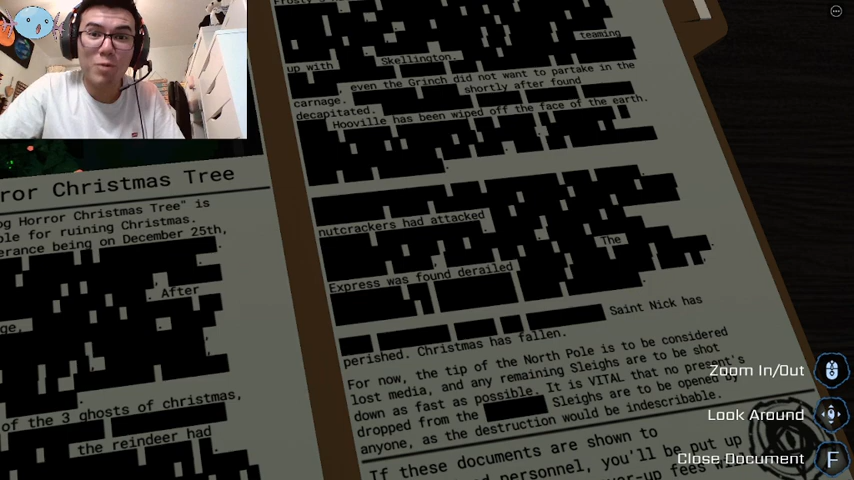 ror Christmas Tree
og Horror Christmas Tree" is
ble for ruining Christmas.
erance being on December 25th,
. After
ge,
of the 3 ghosts of christmas,
the reindeer had
teaming
up with Skellington.
, even the Grinch did not want to partake in the
carnage. shortly after found
decapitated.
Hooville has been wiped off the face of the earth.
nutcrackers had attacked
The
Express was found derailed
Saint Nick has
perished. Christmas has fallen.
For now, the tip of the North Pole is to be considered
lost media, and any remaining Sleighs are to be shot
down as fast as possible. It is VITAL that no present's
dropped from the Sleighs are to be opened by
anyone, as the destruction would be indescribable.
If these documents are shown to
personnel, you'll be put up
er-up fees
Zoom In/Out
Look Around
Close Document F